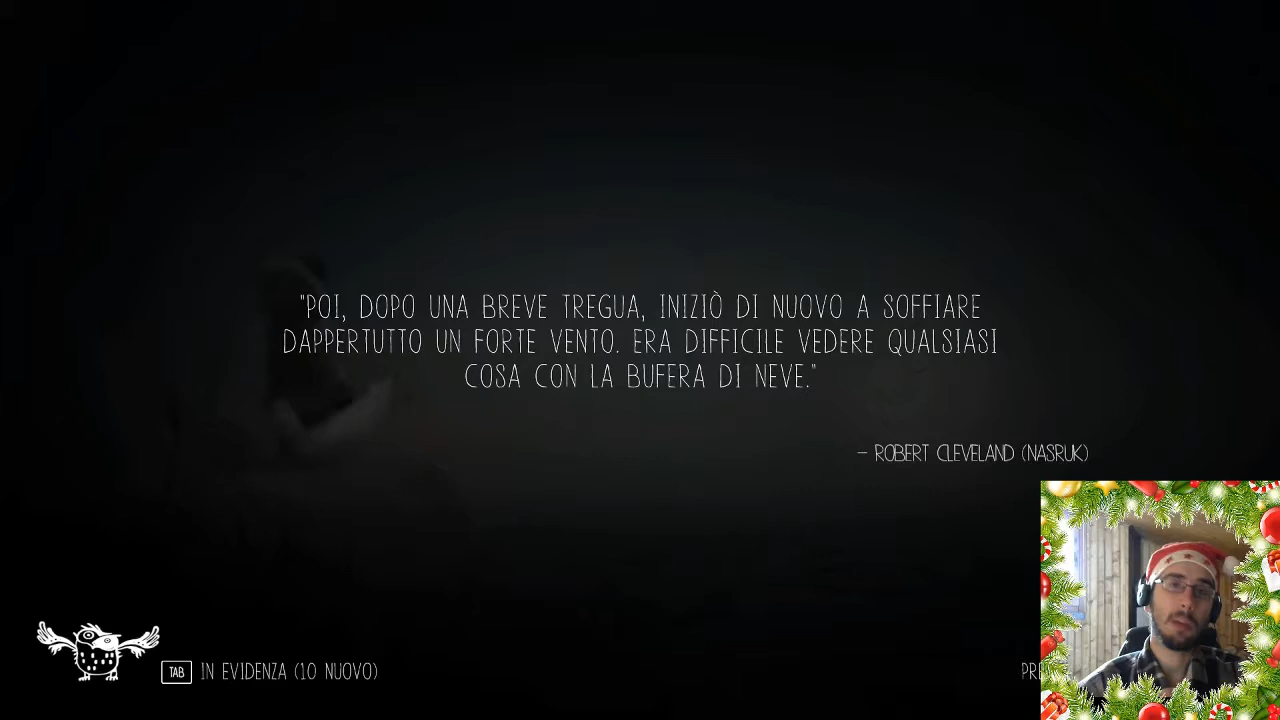 "POI, DOPO UNA BREVE TREGUA, INIZIÒ DI NUOVO A SOFFIARE
DAPPERTUTTO UN FORTE VENTO. ERA DIFFICILE VEDERE QUALSIASI
COSA CON LA BUFERA DI NEVE."
– ROBERT CLEVELAND (NASRUK)
TAB IN EVIDENZA (10 NUOVO)